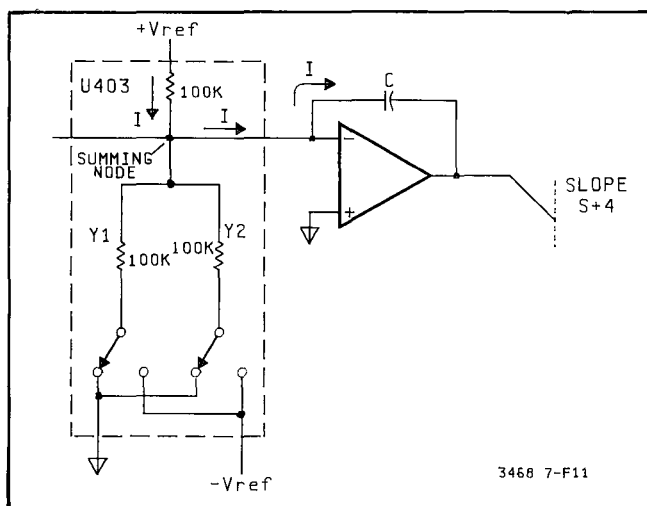 +Vref
U403
I
100K
I
I
C
SUMMING
NODE
SLOPE
S+4
Y1
100K
100K
Y2
-
+
-Vref
3468 7-F11